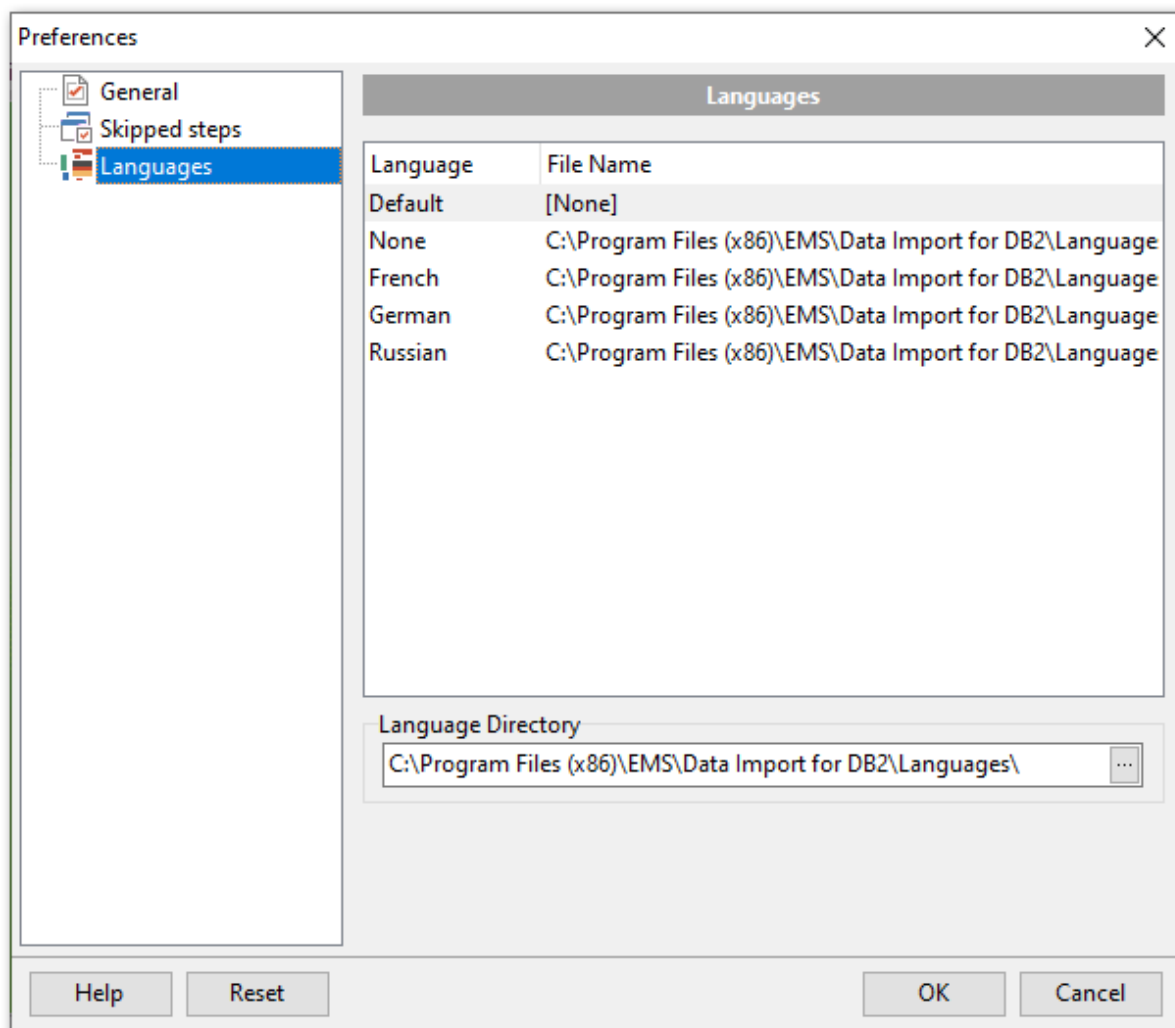 Preferences
General
Skipped steps
Languages
Languages
Language File Name
Default [None]
None C:\Program Files (x86)\EMS\Data Import for DB2\Language
French C:\Program Files (x86)\EMS\Data Import for DB2\Language
German C:\Program Files (x86)\EMS\Data Import for DB2\Language
Russian C:\Program Files (x86)\EMS\Data Import for DB2\Language
Language Directory
C:\Program Files (x86)\EMS\Data Import for DB2\Languages\ ...
Help Reset OK Cancel